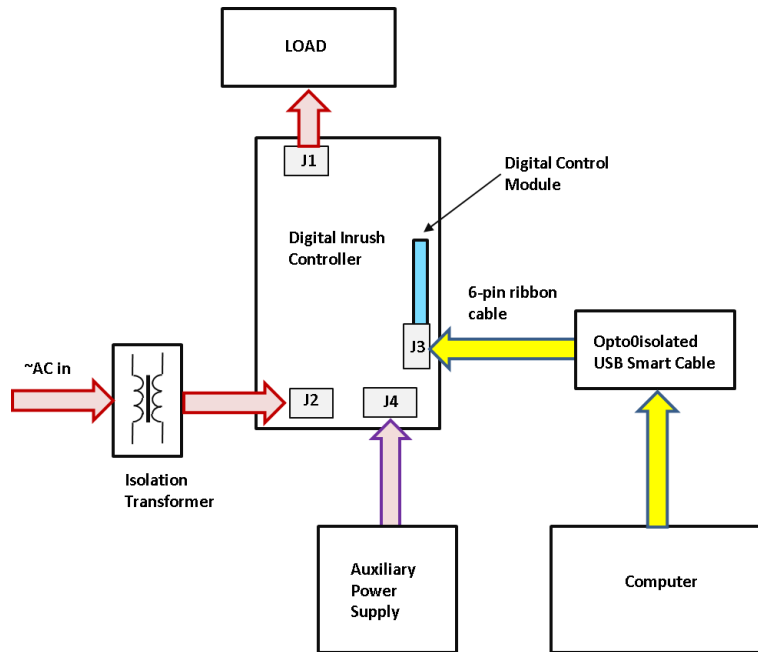 LOAD
J1
Digital Control
Module
Digital Inrush
Controller
6-pin ribbon
cable
J3
Opto0isolated
USB Smart Cable
~AC in
J2
J4
Isolation
Transformer
Auxiliary
Power
Supply
Computer